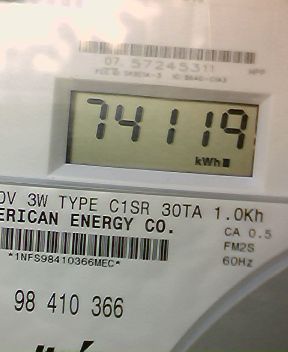 07. 57245311
74119
kWh
0V 3W TYPE C1SR 30TA 1.0Kh
ERICAN ENERGY CO.
CA 0.5
FM2S
60Hz
*1NFS98410366MEC*
98 410 366